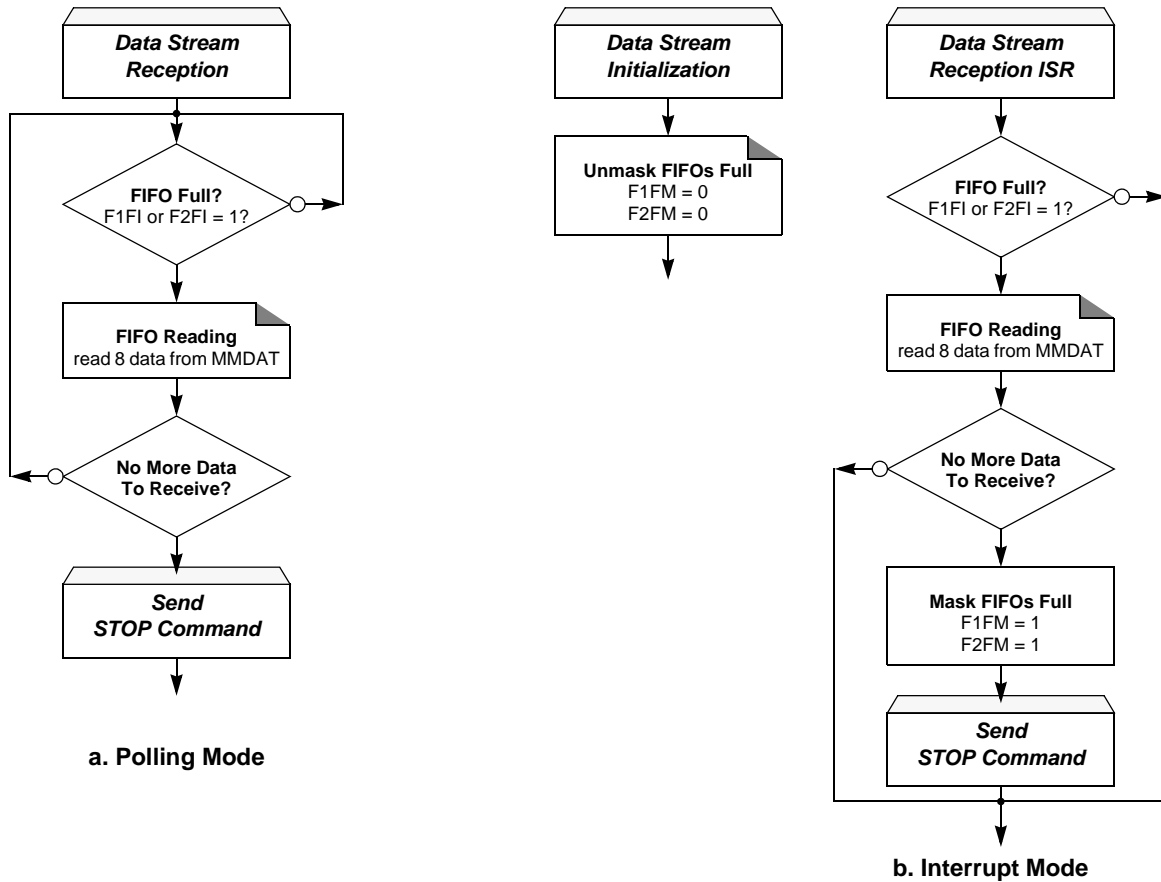 Data Stream
Reception
FIFO Full?
F1FI or F2FI = 1?
FIFO Reading
read 8 data from MMDAT
No More Data
To Receive?
Send
STOP Command
a. Polling Mode
Data Stream
Initialization
Unmask FIFOs Full
F1FM = 0
F2FM = 0
Data Stream
Reception ISR
FIFO Full?
F1FI or F2FI = 1?
FIFO Reading
read 8 data from MMDAT
No More Data
To Receive?
Mask FIFOs Full
F1FM = 1
F2FM = 1
Send
STOP Command
b. Interrupt Mode